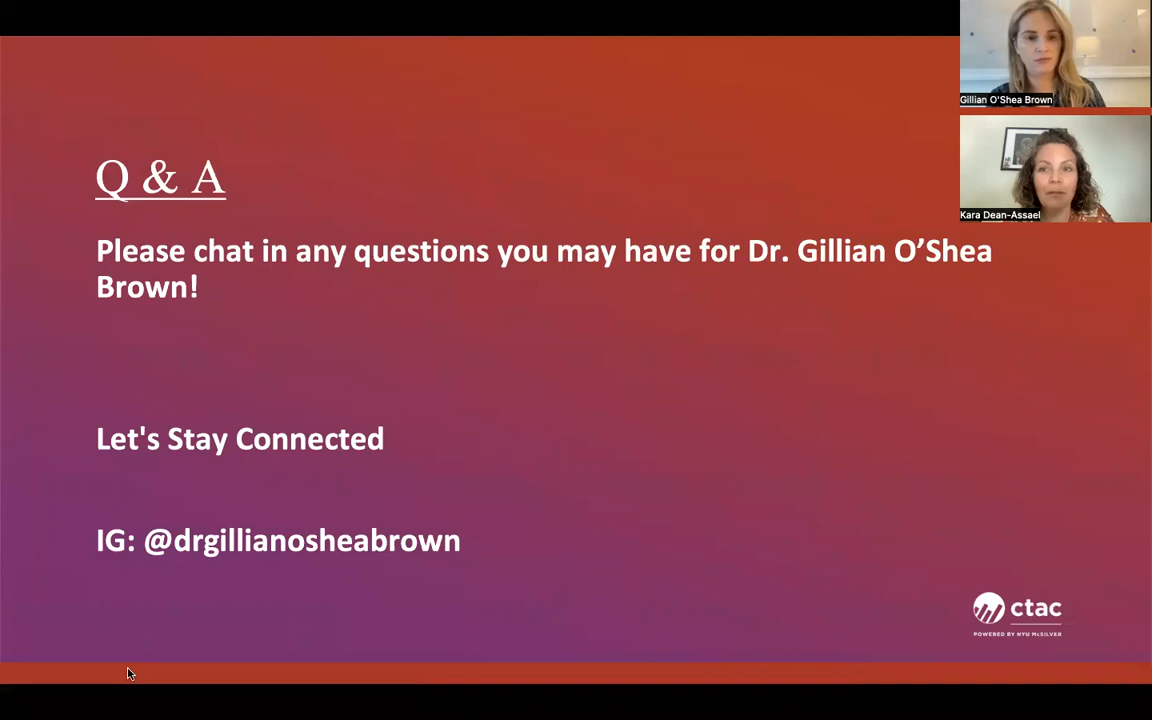 Gillian O'Shea Brown
Kara Dean-Assael
Q & A
Please chat in any questions you may have for Dr. Gillian O’Shea
Brown!
Let's Stay Connected
IG: @drgillianosheabrown
ctac
POWERED BY NYU McSILVER